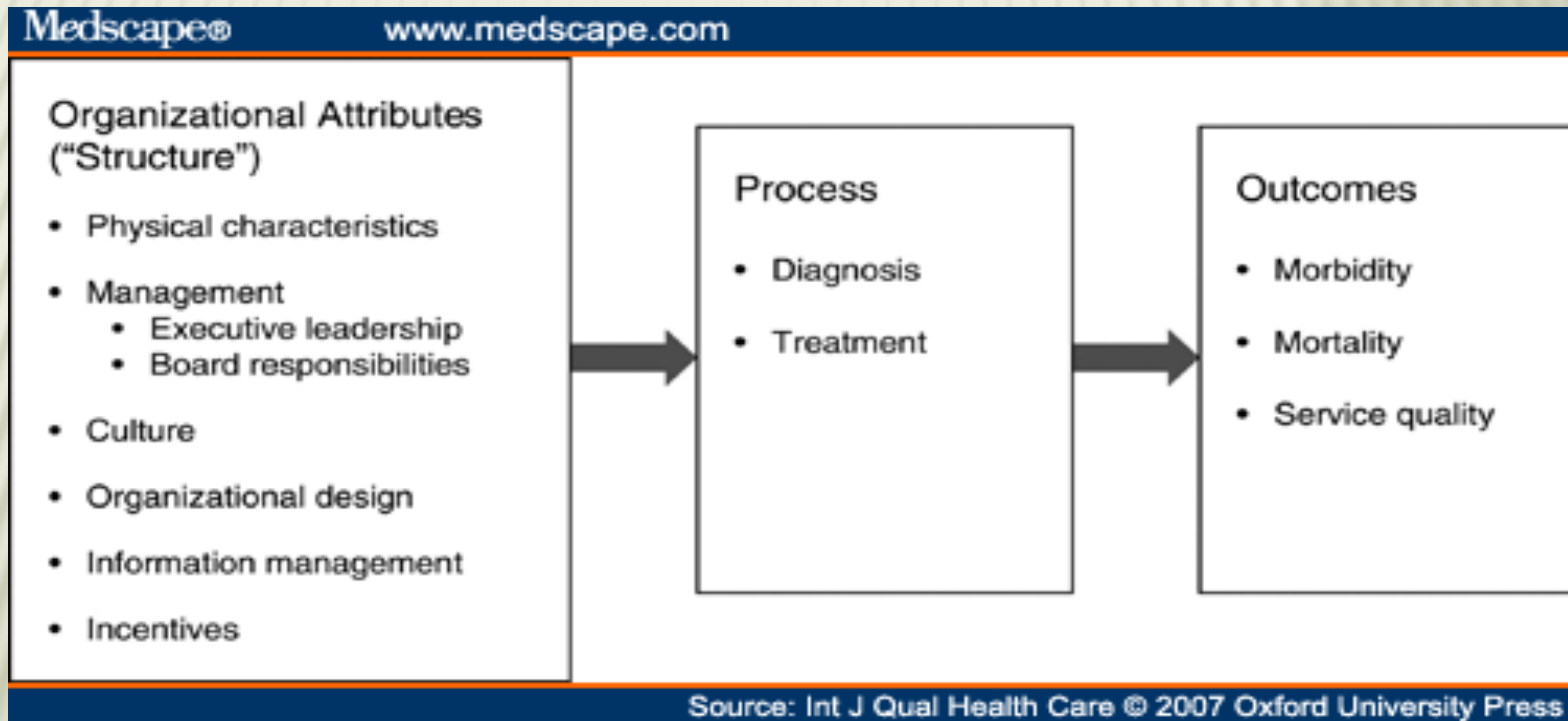 Medscape® www.medscape.com
Organizational Attributes
(“Structure”)
• Physical characteristics
• Management
• Executive leadership
• Board responsibilities
• Culture
• Organizational design
• Information management
• Incentives
Process
• Diagnosis
• Treatment
Outcomes
• Morbidity
• Mortality
• Service quality
Source: Int J Qual Health Care © 2007 Oxford University Press